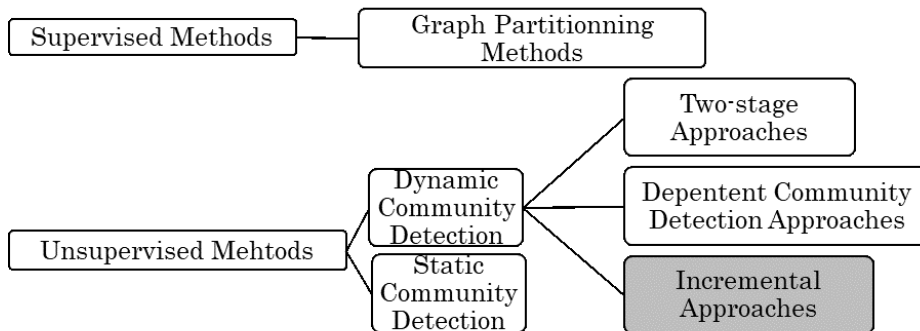 Supervised Methods
Graph Partitionning
Methods
Two-stage
Approaches
Dynamic
Community
Detection
Depentent Community
Detection Approaches
Unsupervised Mehtods
Static
Community
Detection
Incremental
Approaches